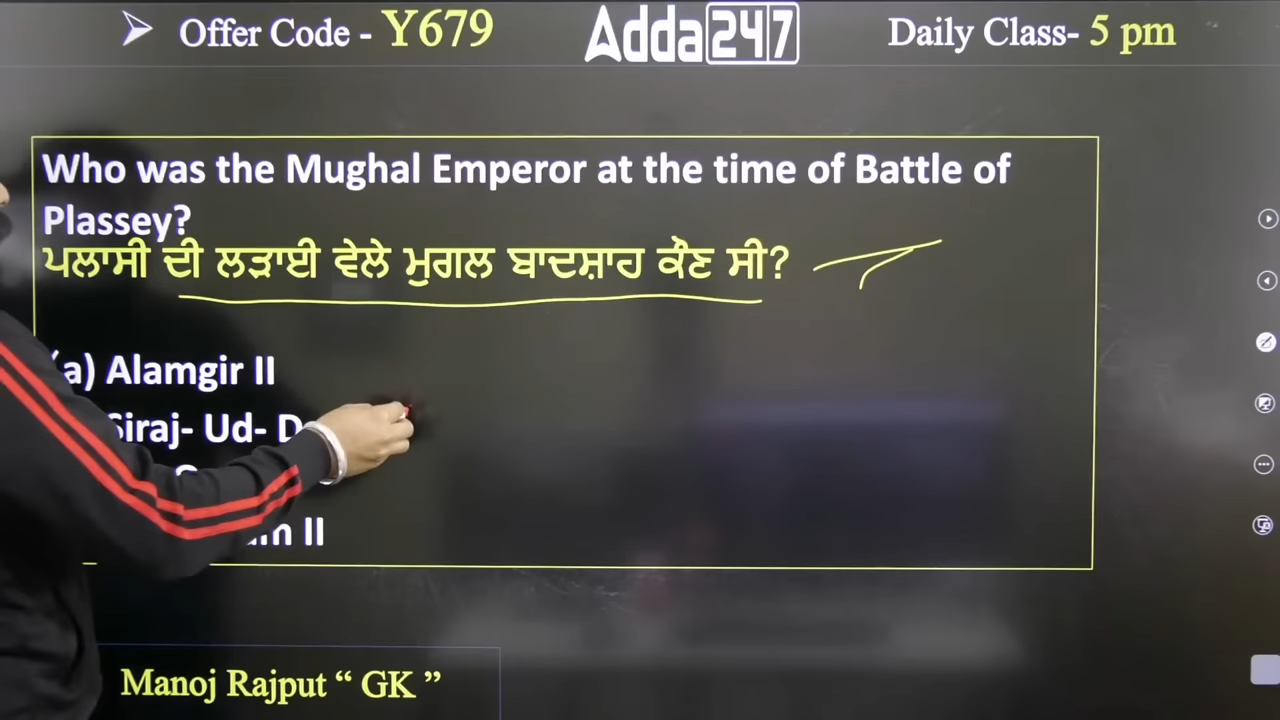 Offer Code - Y679
Adda247
Daily Class- 5 pm
Who was the Mughal Emperor at the time of Battle of
Plassey?
ਪਲਾਸੀ ਦੀ ਲੜਾਈ ਵੇਲੇ ਮੁਗਲ ਬਾਦਸ਼ਾਹ ਕੌਣ ਸੀ?
(a) Alamgir II
Siraj- Ud-
II
Manoj Rajput “ GK ”